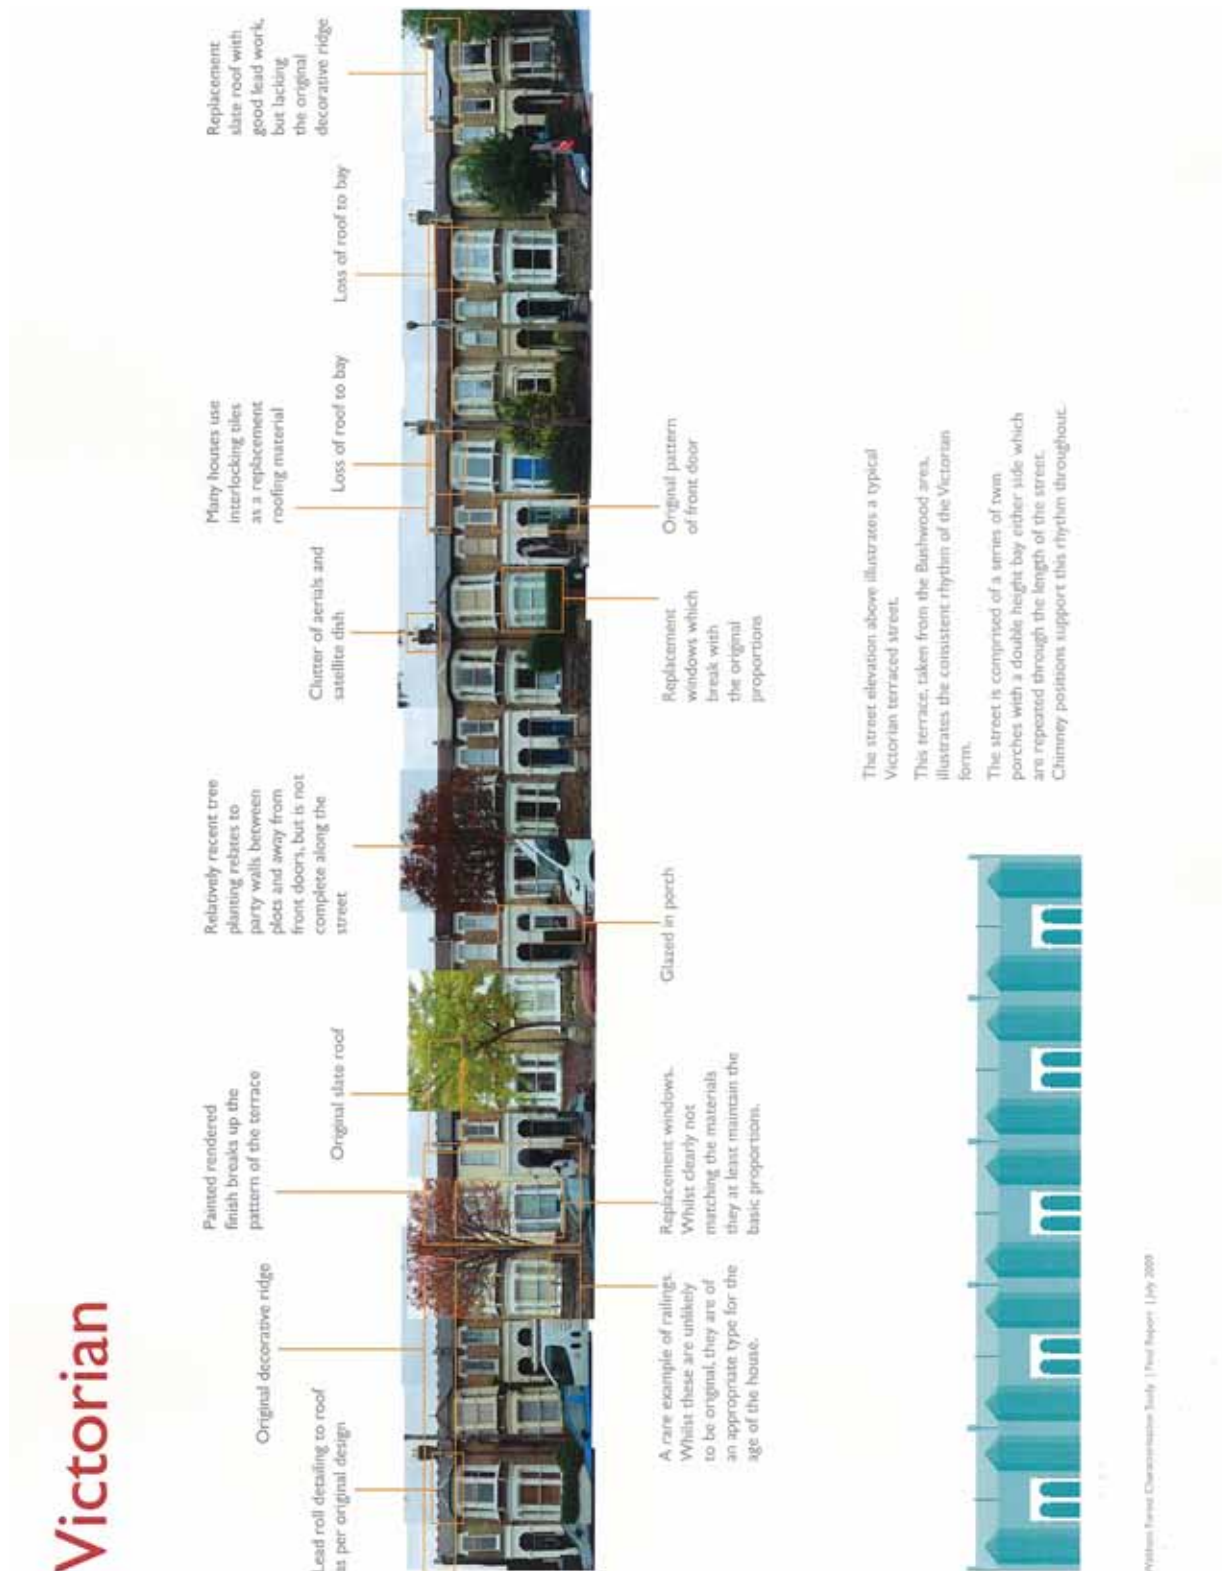 Victorian
Lead roll detailing to roof
as per original design
Original decorative ridge
Painted rendered
finish breaks up the
pattern of the terrace
Original slate roof
Relatively recent tree
planting relates to
party walls between
plots and away from
front doors, but is not
complete along the
street
Clutter of aerials and
satellite dish
Many houses use
interlocking tiles
as a replacement
roofing material
Loss of roof to bay
Loss of roof to bay
Replacement
slate roof with
good lead work,
but lacking
the original
decorative ridge
A rare example of railings.
Whilst these are unlikely
to be original, they are of
an appropriate type for the
age of the house.
Replacement windows.
Whilst clearly not
matching the materials
they at least maintain the
basic proportions.
Glazed in porch
Replacement
windows which
break with
the original
proportions
Original pattern
of front door
The street elevation above illustrates a typical
Victorian terraced street.
This terrace, taken from the Bushwood area,
illustrates the consistent rhythm of the Victorian
form.
The street is comprised of a series of twin
porches with a double height bay either side which
are repeated through the length of the street.
Chimney positions support this rhythm throughout.
Waltham Forest Characterisation Study | Final Report | July 2009